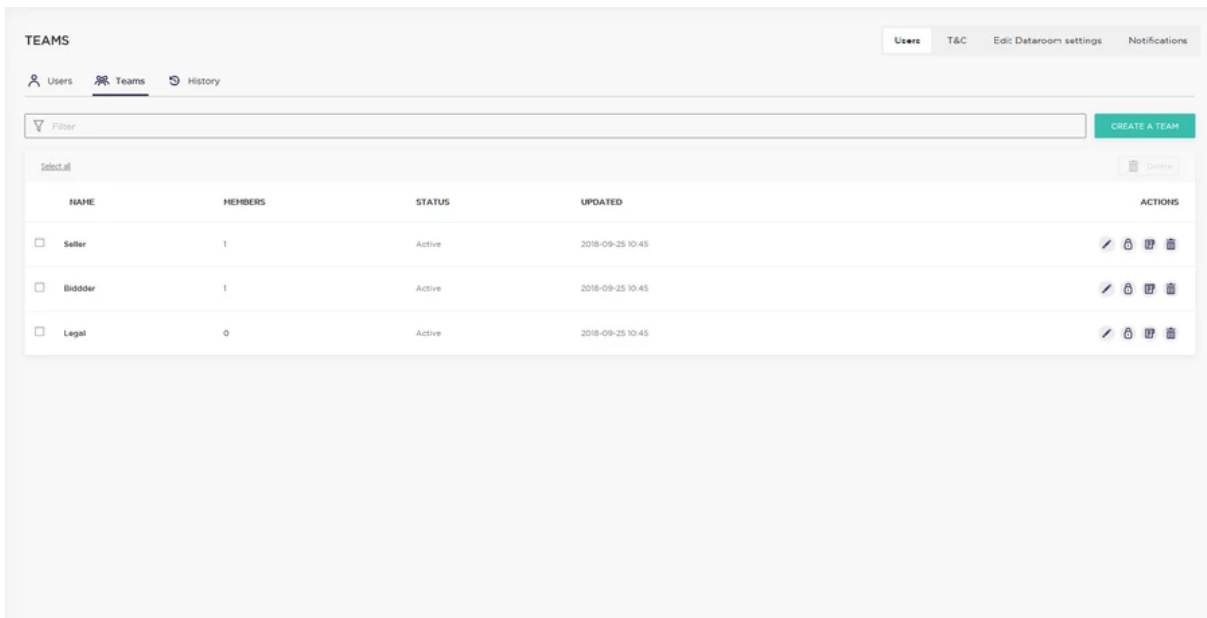 TEAMS
Users T&C Edit Dataroom settings Notifications
Users Teams History
Filter
CREATE A TEAM
Select all
Delete
NAME MEMBERS STATUS UPDATED ACTIONS
Seller 1 Active 2018-09-25 10:45
Biddder 1 Active 2018-09-25 10:45
Legal 0 Active 2018-09-25 10:45